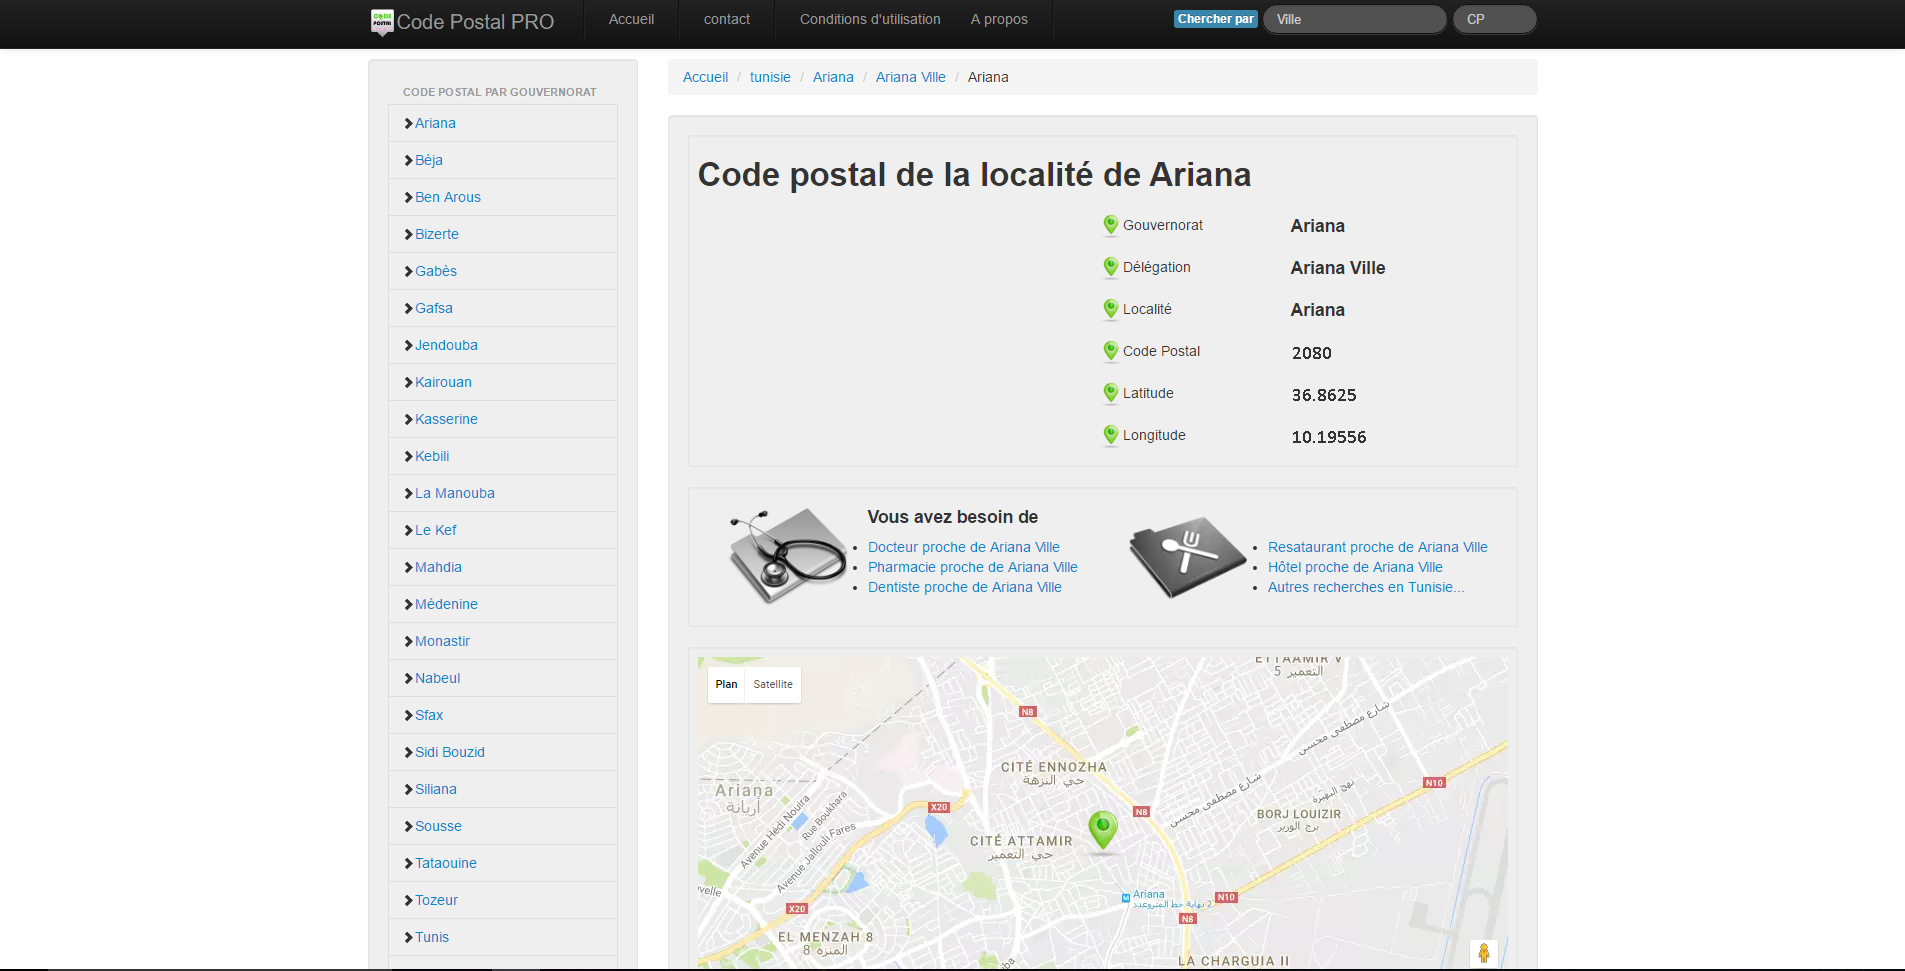 CODE POSTAL
Code Postal PRO
Accueil
contact
Conditions d'utilisation
A propos
Chercher par
Ville
CP
CODE POSTAL PAR GOUVERNORAT
Ariana
Béja
Ben Arous
Bizerte
Gabès
Gafsa
Jendouba
Kairouan
Kasserine
Kebili
La Manouba
Le Kef
Mahdia
Médenine
Monastir
Nabeul
Sfax
Sidi Bouzid
Siliana
Sousse
Tataouine
Tozeur
Tunis
Accueil / tunisie / Ariana / Ariana Ville / Ariana
Code postal de la localité de Ariana
Gouvernorat Ariana
Délégation Ariana Ville
Localité Ariana
Code Postal 2080
Latitude 36.8625
Longitude 10.19556
Vous avez besoin de
Docteur proche de Ariana Ville
Pharmacie proche de Ariana Ville
Dentiste proche de Ariana Ville
Resataurant proche de Ariana Ville
Hôtel proche de Ariana Ville
Autres recherches en Tunisie...
Plan
Satellite
ETTAAMIR V
التعمير 5
N8
شارع مصطفى محسن
CITÉ ENNOZHA
حي النزهة
N10
Ariana
أريانة
شارع مصطفى محسن
X20
N8
BORJ LOUIZIR
برج الوزير
Avenue Hédi Nouira
Rue Boukhara
Avenue Jallouli Fares
CITÉ ATTAMIR
حي التعمير
M
Ariana
N10
X20
N8
EL MENZAH 8
المنزه 8
LA CHARGUIA II